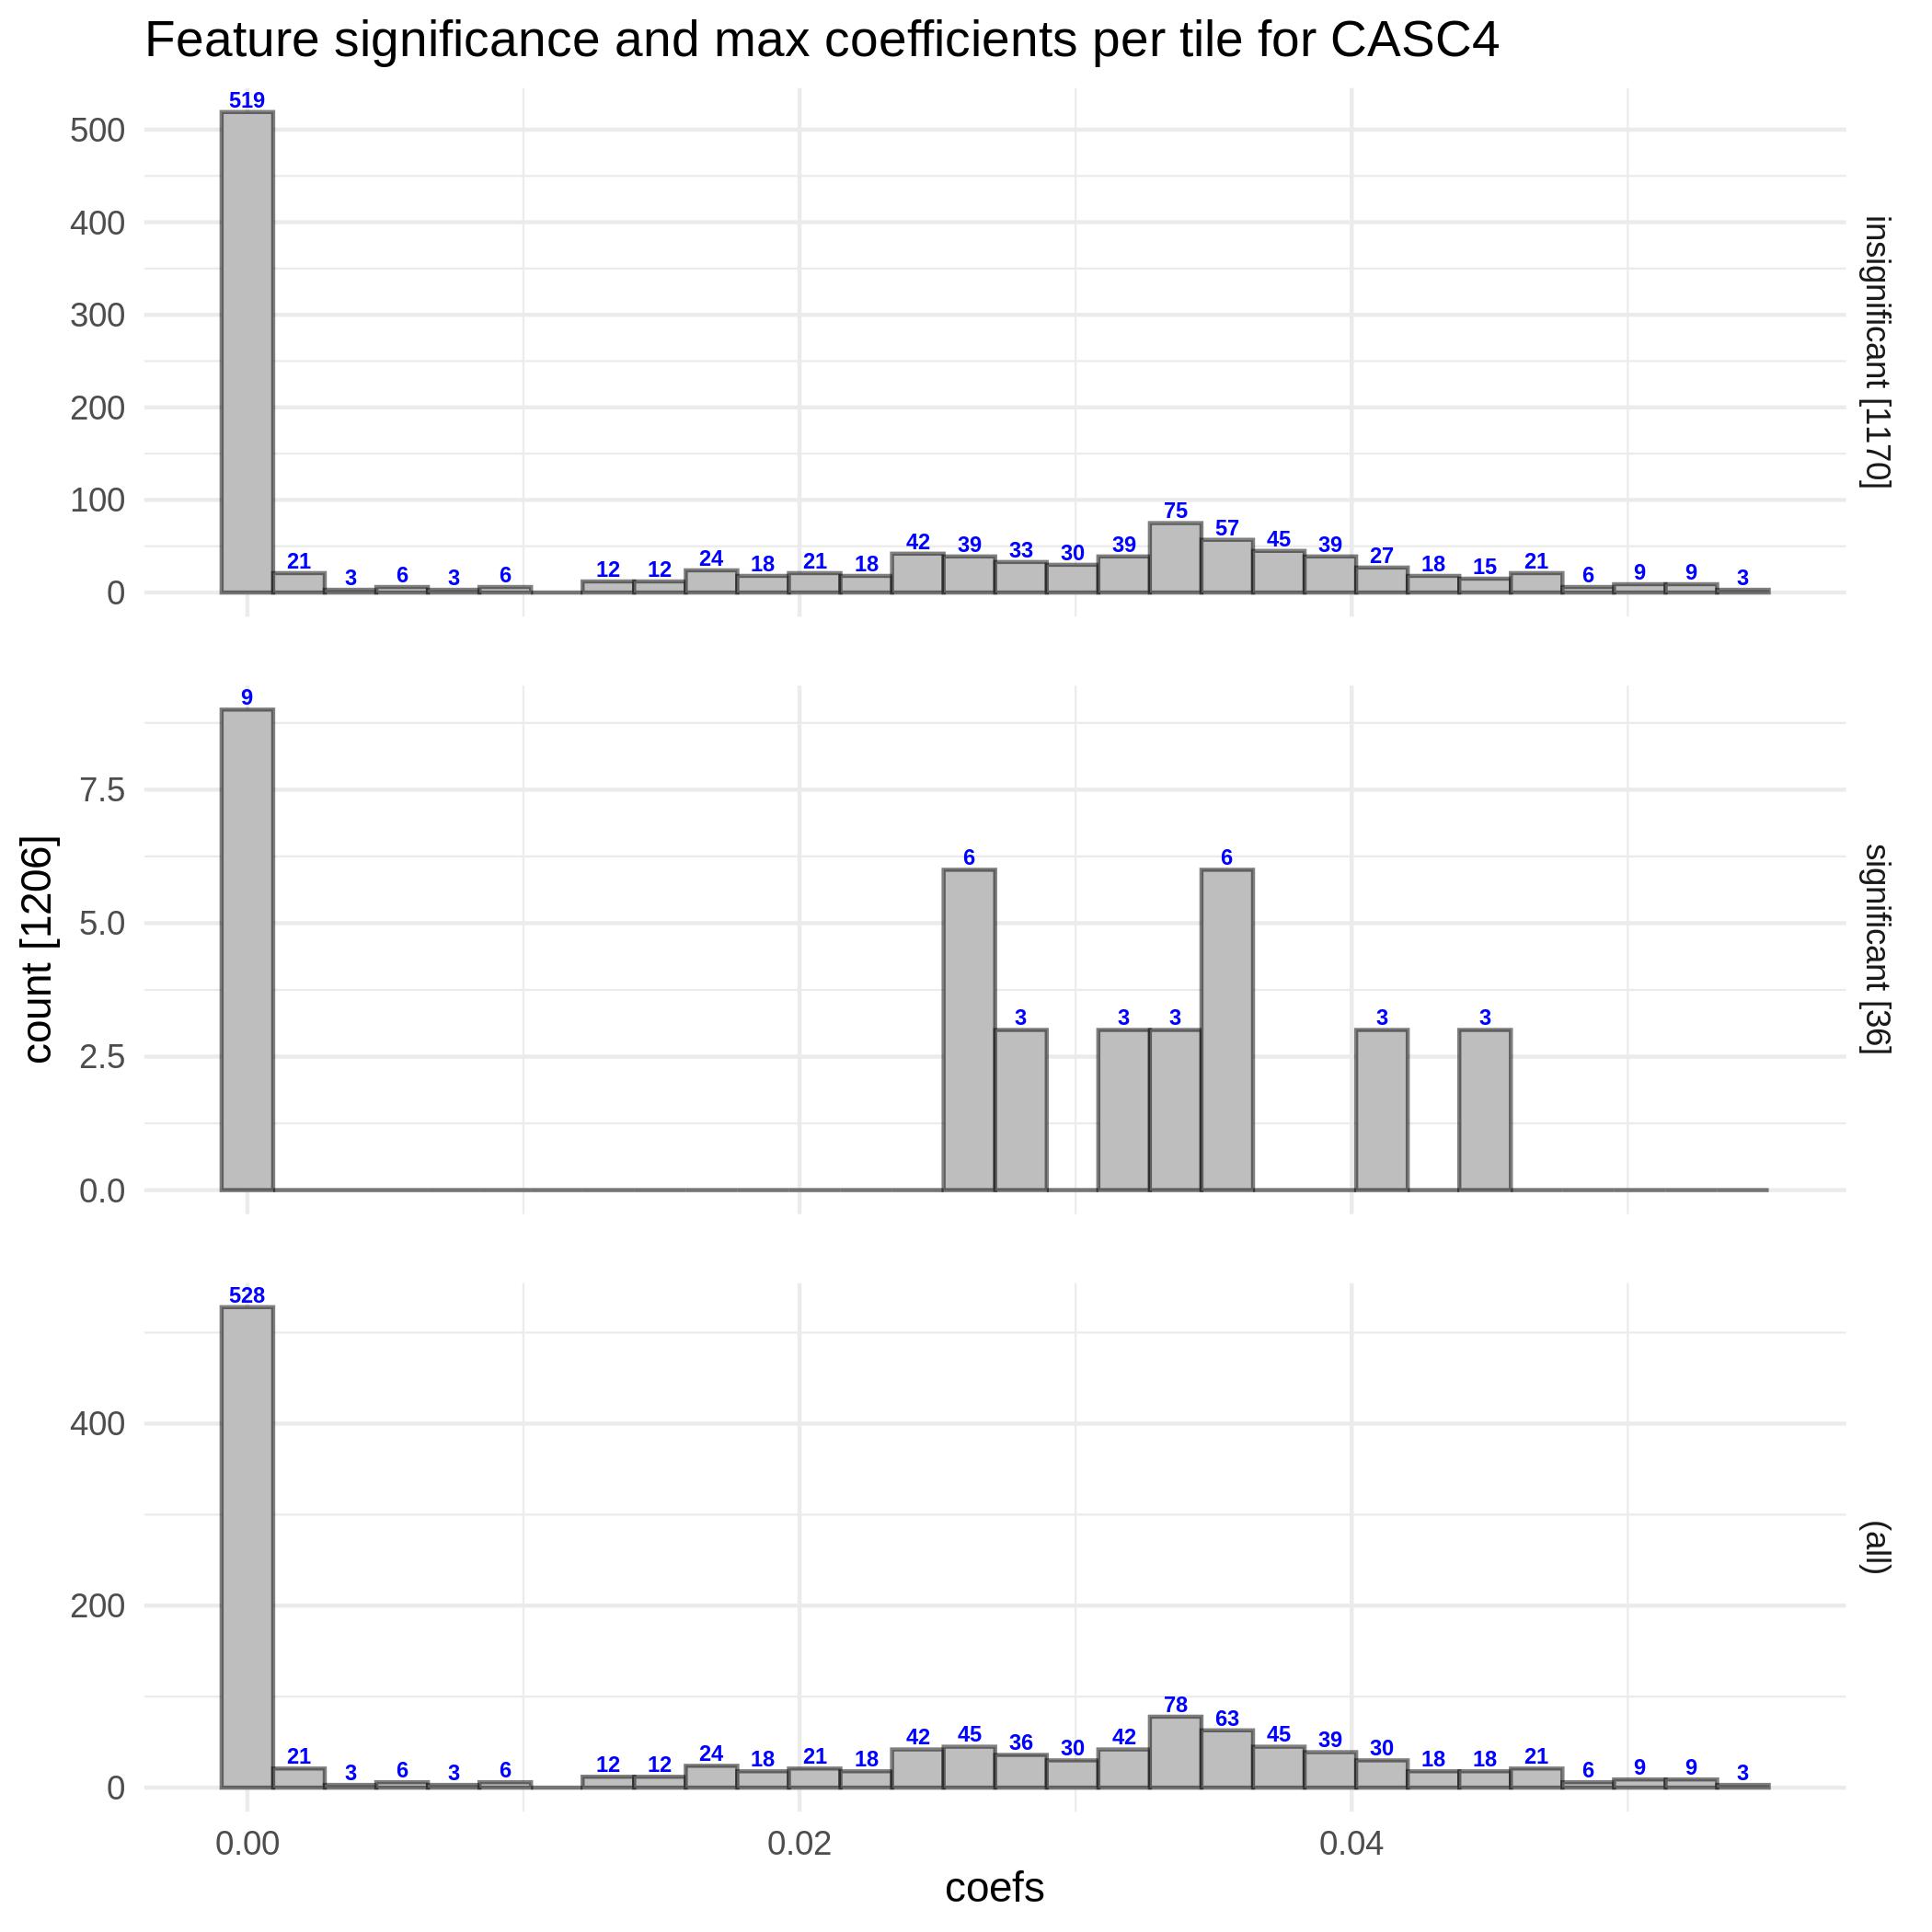 Feature significance and max coefficients per tile for CASC4
519
500
400
300
200
100
0
21 3 6 3 6 12 12 24 18 21 18 42 39 33 30 39 75 57 45 39 27 18 15 21 6 9 9 3
insignificant [1170]
9
7.5
5.0
2.5
0.0
6 3 3 3 6 3 3
significant [36]
count [1206]
528
400
200
0
21 3 6 3 6 12 12 24 18 21 18 42 45 36 30 42 78 63 45 39 30 18 18 21 6 9 9 3
(all)
0.00 0.02 0.04
coefs